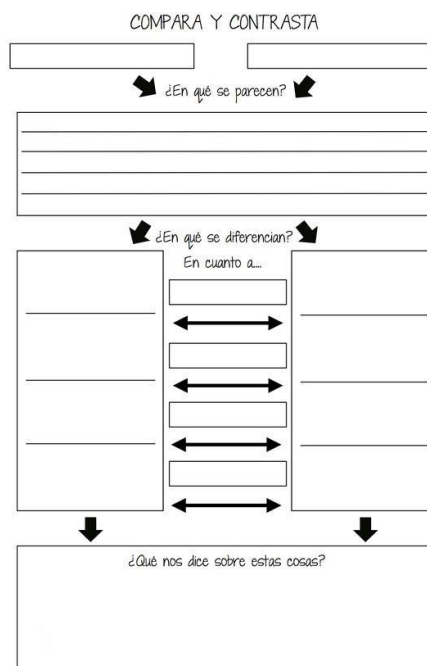 COMPARA Y CONTRASTA
¿En qué se parecen?
¿En qué se diferencian?
En cuanto a....
¿Qué nos dice sobre estas cosas?